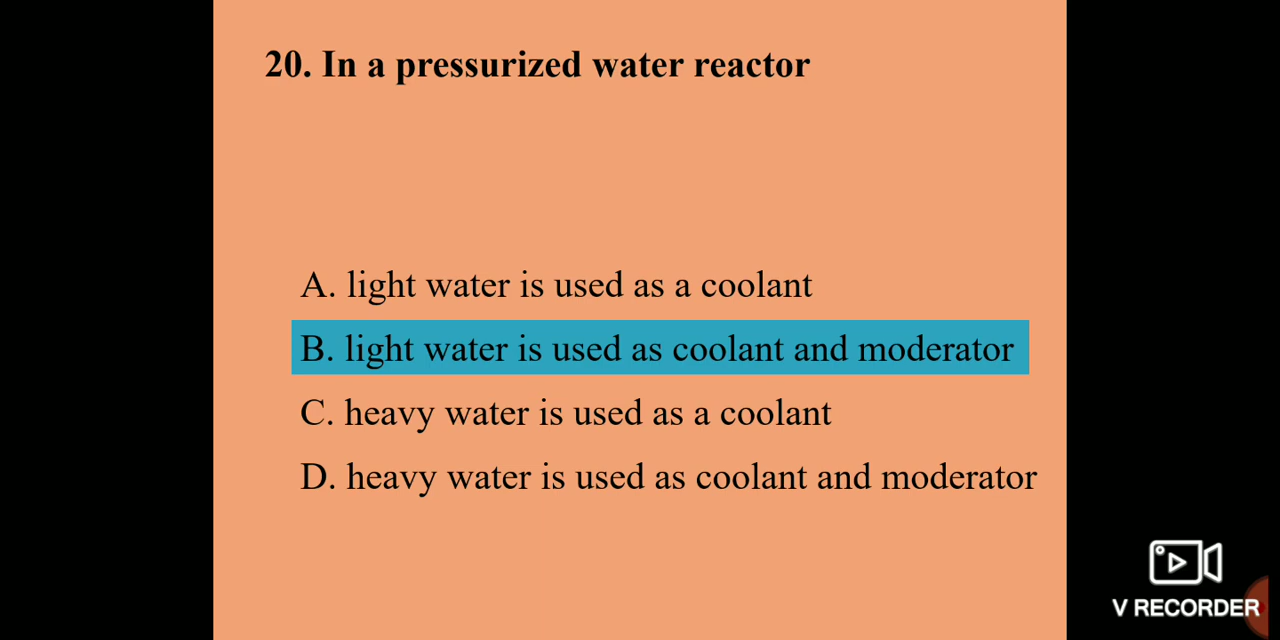 20. In a pressurized water reactor
A. light water is used as a coolant
B. light water is used as coolant and moderator
C. heavy water is used as a coolant
D. heavy water is used as coolant and moderator
V RECORDER